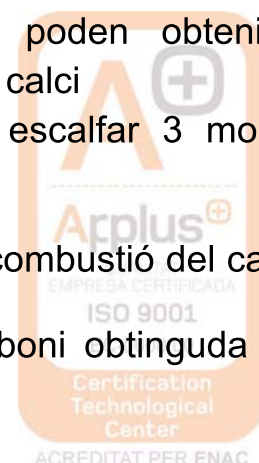 poden obteni
calci
escalfar 3 mo
A+
Applus⊕
combustió del ca
EMPRESA CERTIFICADA
ISO 9001
boni obtinguda
Certification
Technological
Center
ACREDITAT PER ENAC